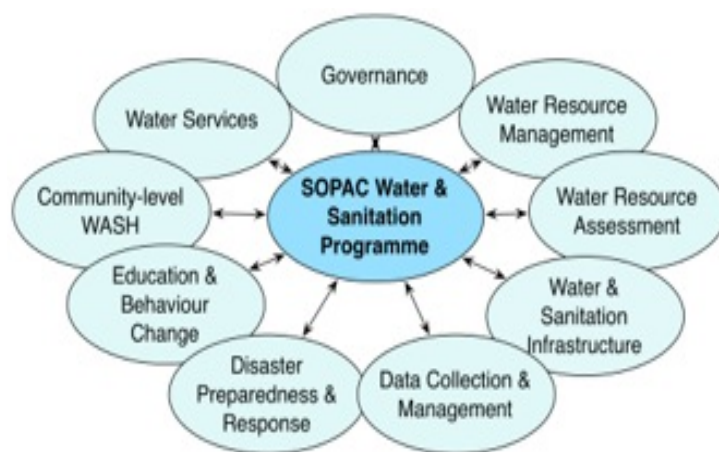 Governance
Water Services
Water Resource
Management
Community-level
WASH
SOPAC Water &
Sanitation
Programme
Water Resource
Assessment
Education &
Behaviour
Change
Water &
Sanitation
Infrastructure
Disaster
Preparedness &
Response
Data Collection &
Management